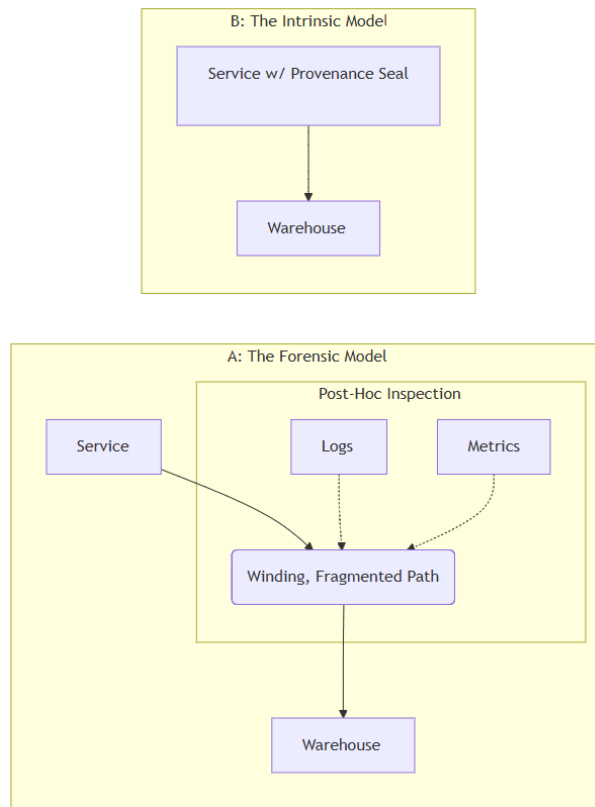 B: The Intrinsic Model
Service w/ Provenance Seal
Warehouse
A: The Forensic Model
Post-Hoc Inspection
Service
Logs
Metrics
Winding, Fragmented Path
Warehouse